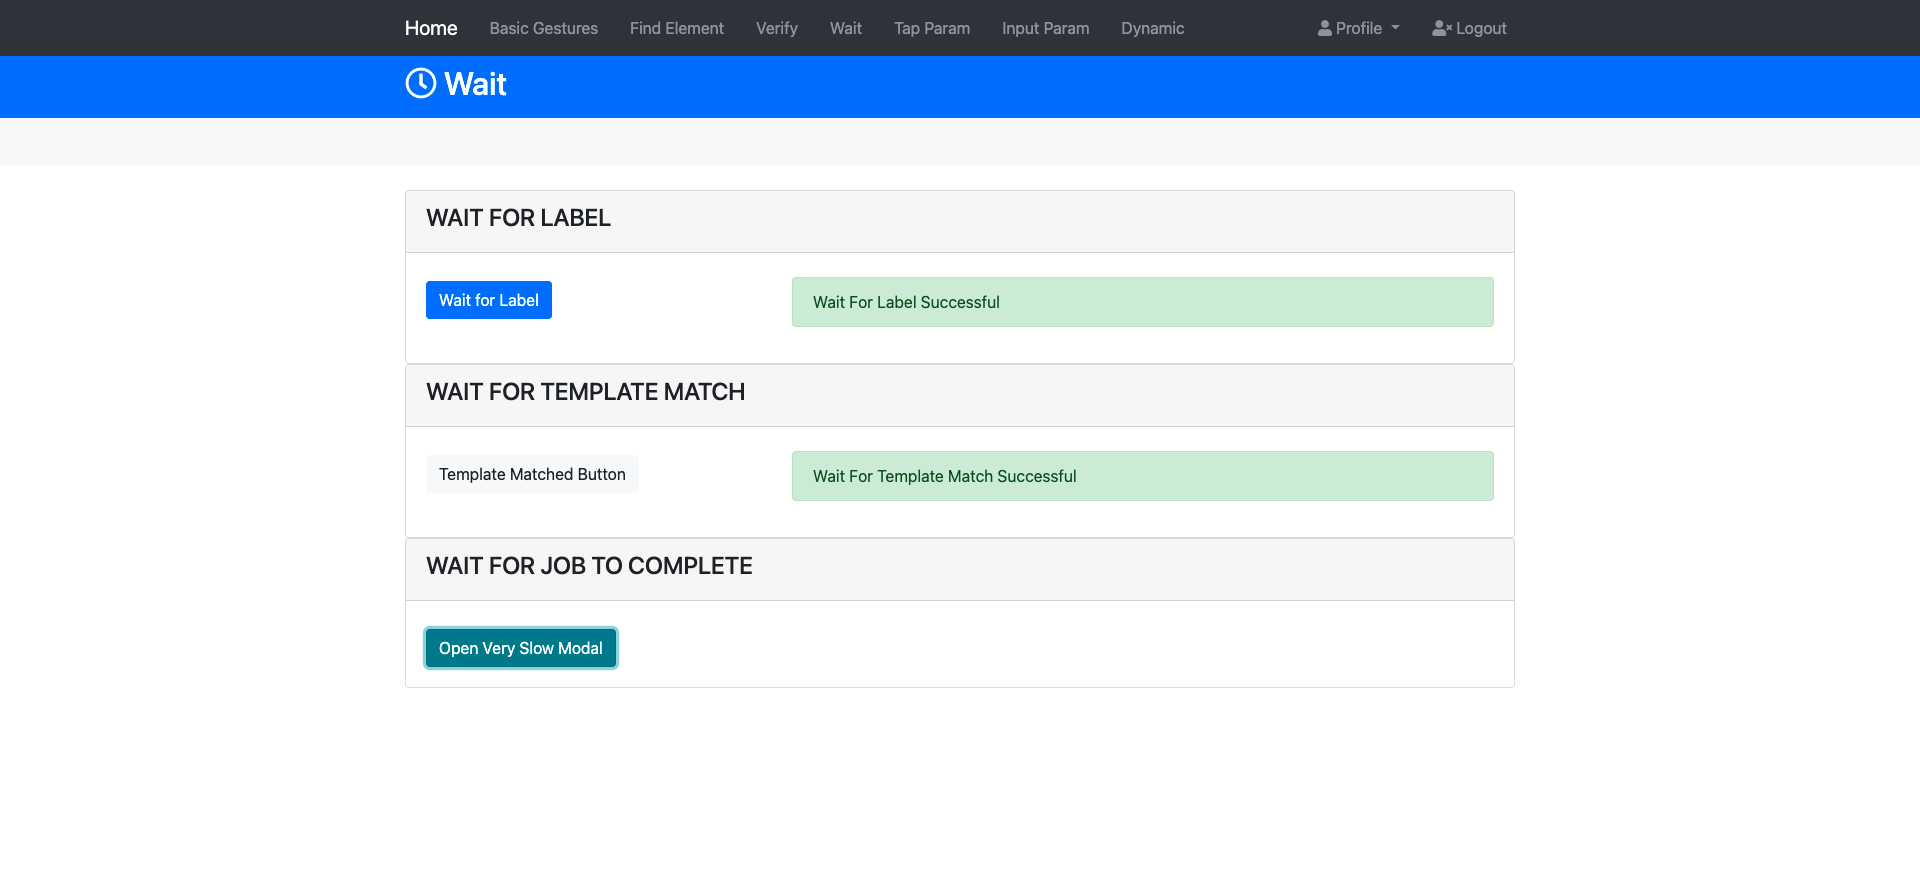 Home Basic Gestures Find Element Verify Wait Tap Param Input Param Dynamic Profile Logout
Wait
WAIT FOR LABEL
Wait for Label Wait For Label Successful
WAIT FOR TEMPLATE MATCH
Template Matched Button Wait For Template Match Successful
WAIT FOR JOB TO COMPLETE
Open Very Slow Modal